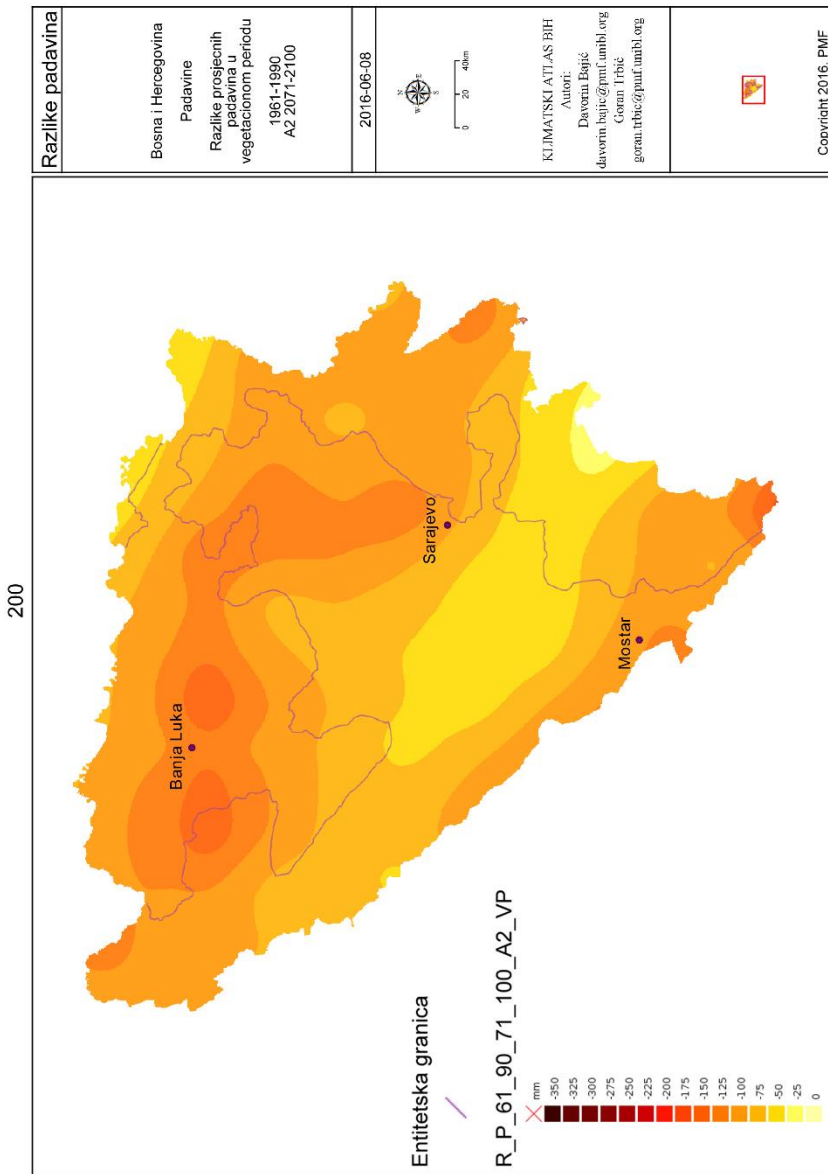 200
Razlike padavina
Bosna i Hercegovina
Padavine
Razlike prosjecnih
padavina u
vegetacionom periodu
1961-1990
A2 2071-2100
2016-06-08
N
W E
S
0 20 40km
KLIMATSKI ATLAS BIH
Autori:
Davorin Bajić
davorin.bajic@pmf.unibl.org
Goran Trbić
goran.trbic@pmf.unibl.org
Copyright 2016. PMF
Banja Luka
Sarajevo
Mostar
Entitetska granica
R_P_61_90_71_100_A2_VP
mm
-350
-325
-300
-275
-250
-225
-200
-175
-150
-125
-100
-75
-50
-25
0